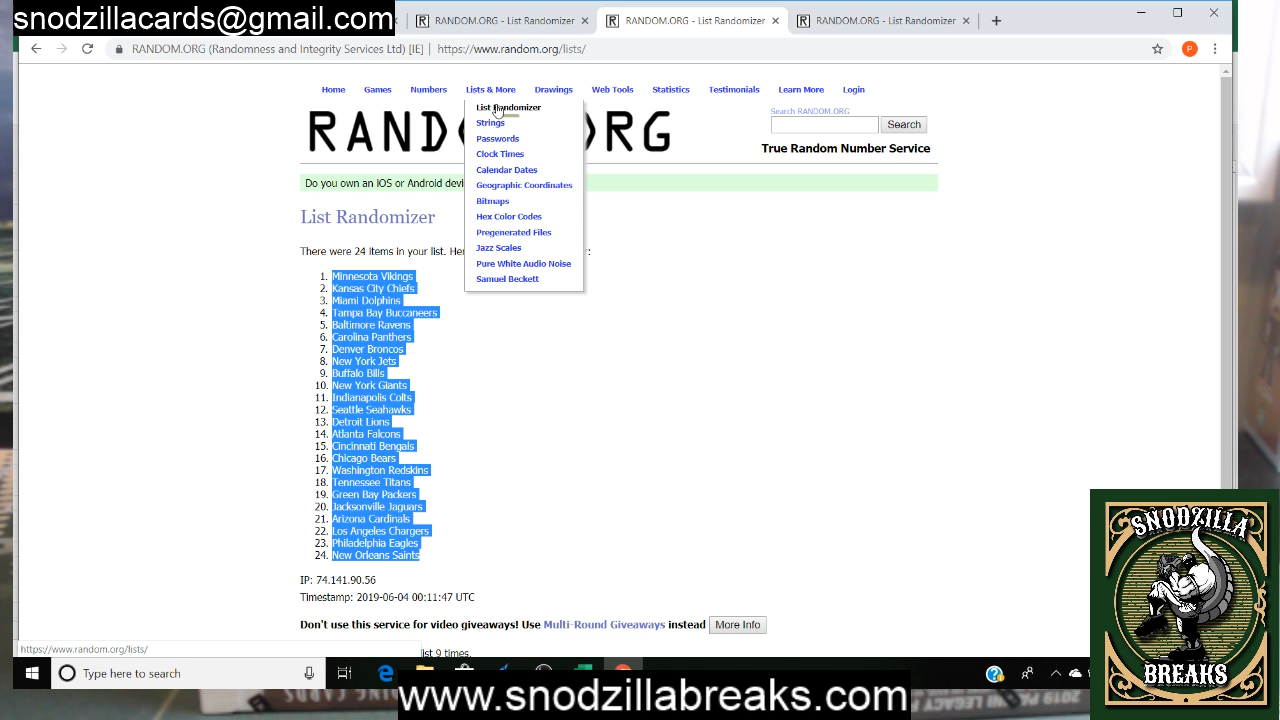 snodzillacards@gmail.com
RANDOM.ORG - List Randomizer
RANDOM.ORG - List Randomizer
RANDOM.ORG - List Randomizer
RANDOM.ORG (Randomness and Integrity Services Ltd) [IE] | https://www.random.org/lists/
P
Home Games Numbers Lists & More Drawings Web Tools Statistics Testimonials Learn More Login
List Randomizer
Strings
Passwords
Clock Times
Calendar Dates
Geographic Coordinates
Bitmaps
Hex Color Codes
Pregenerated Files
Jazz Scales
Pure White Audio Noise
Samuel Beckett
RAND ORG
Search RANDOM.ORG
Search
True Random Number Service
Do you own an iOS or Android devi
List Randomizer
There were 24 items in your list. Her :
1. Minnesota Vikings
2. Kansas City Chiefs
3. Miami Dolphins
4. Tampa Bay Buccaneers
5. Baltimore Ravens
6. Carolina Panthers
7. Denver Broncos
8. New York Jets
9. Buffalo Bills
10. New York Giants
11. Indianapolis Colts
12. Seattle Seahawks
13. Detroit Lions
14. Atlanta Falcons
15. Cincinnati Bengals
16. Chicago Bears
17. Washington Redskins
18. Tennessee Titans
19. Green Bay Packers
20. Jacksonville Jaguars
21. Arizona Cardinals
22. Los Angeles Chargers
23. Philadelphia Eagles
24. New Orleans Saints
IP: 74.141.90.56
Timestamp: 2019-06-04 00:11:47 UTC
Don't use this service for video giveaways! Use Multi-Round Giveaways instead More Info
https://www.random.org/lists/
list 9 times.
Type here to search
SNODZILLA
BREAKS
www.snodzillabreaks.com